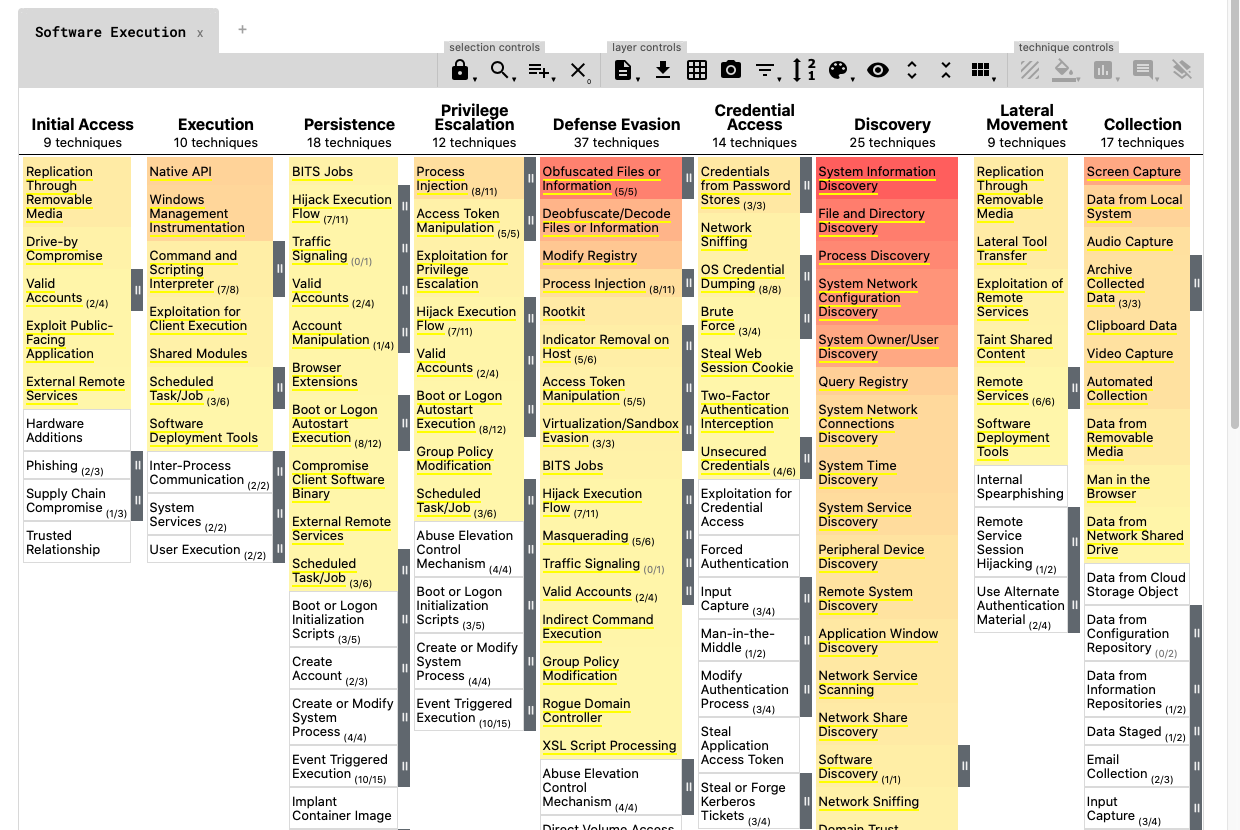 Software Execution x
+
selection controls
layer controls
technique controls
Initial Access
9 techniques
Replication
Through
Removable
Media
Drive-by
Compromise
Valid
Accounts (2/4)
Exploit Public-
Facing
Application
External Remote
Services
Hardware
Additions
Phishing (2/3)
Supply Chain
Compromise (1/3)
Trusted
Relationship
Execution
10 techniques
Native API
Windows
Management
Instrumentation
Command and
Scripting
Interpreter (7/8)
Exploitation for
Client Execution
Shared Modules
Scheduled
Task/Job (3/6)
Software
Deployment Tools
Inter-Process
Communication (2/2)
System
Services (2/2)
User Execution (2/2)
Persistence
18 techniques
BITS Jobs
Hijack Execution
Flow (7/11)
Traffic
Signaling (0/1)
Valid
Accounts (2/4)
Account
Manipulation (1/4)
Browser
Extensions
Boot or Logon
Autostart
Execution (8/12)
Compromise
Client Software
Binary
External Remote
Services
Scheduled
Task/Job (3/6)
Boot or Logon
Initialization
Scripts (3/5)
Create
Account (2/3)
Create or Modify
System
Process (4/4)
Event Triggered
Execution (10/15)
Implant
Container Image
Privilege
Escalation
12 techniques
Process
Injection (8/11)
Access Token
Manipulation (5/5)
Exploitation for
Privilege
Escalation
Hijack Execution
Flow (7/11)
Valid
Accounts (2/4)
Boot or Logon
Autostart
Execution (8/12)
Group Policy
Modification
Scheduled
Task/Job (3/6)
Abuse Elevation
Control
Mechanism (4/4)
Boot or Logon
Initialization
Scripts (3/5)
Create or Modify
System
Process (4/4)
Event Triggered
Execution (10/15)
Defense Evasion
37 techniques
Obfuscated Files or
Information (5/5)
Deobfuscate/Decode
Files or Information
Modify Registry
Process Injection (8/11)
Rootkit
Indicator Removal on
Host (5/6)
Access Token
Manipulation (5/5)
Virtualization/Sandbox
Evasion (3/3)
BITS Jobs
Hijack Execution
Flow (7/11)
Masquerading (5/6)
Traffic Signaling (0/1)
Valid Accounts (2/4)
Indirect Command
Execution
Group Policy
Modification
Rogue Domain
Controller
XSL Script Processing
Abuse Elevation
Control
Mechanism (4/4)
Direct Volume Access
Credential
Access
14 techniques
Credentials
from Password
Stores (3/3)
Network
Sniffing
OS Credential
Dumping (8/8)
Brute
Force (3/4)
Steal Web
Session Cookie
Two-Factor
Authentication
Interception
Unsecured
Credentials (4/6)
Exploitation for
Credential
Access
Forced
Authentication
Input
Capture (3/4)
Man-in-the-
Middle (1/2)
Modify
Authentication
Process (3/4)
Steal
Application
Access Token
Steal or Forge
Kerberos
Tickets (3/4)
Discovery
25 techniques
System Information
Discovery
File and Directory
Discovery
Process Discovery
System Network
Configuration
Discovery
System Owner/User
Discovery
Query Registry
System Network
Connections
Discovery
System Time
Discovery
System Service
Discovery
Peripheral Device
Discovery
Remote System
Discovery
Application Window
Discovery
Network Service
Scanning
Network Share
Discovery
Software
Discovery (1/1)
Network Sniffing
Domain Trust
Lateral
Movement
9 techniques
Replication
Through
Removable
Media
Lateral Tool
Transfer
Exploitation of
Remote
Services
Taint Shared
Content
Remote
Services (6/6)
Software
Deployment
Tools
Internal
Spearphishing
Remote
Service
Session
Hijacking (1/2)
Use Alternate
Authentication
Material (2/4)
Collection
17 techniques
Screen Capture
Data from Local
System
Audio Capture
Archive
Collected
Data (3/3)
Clipboard Data
Video Capture
Automated
Collection
Data from
Removable
Media
Man in the
Browser
Data from
Network Shared
Drive
Data from Cloud
Storage Object
Data from
Configuration
Repository (0/2)
Data from
Information
Repositories (1/2)
Data Staged (1/2)
Email
Collection (2/3)
Input
Capture (3/4)